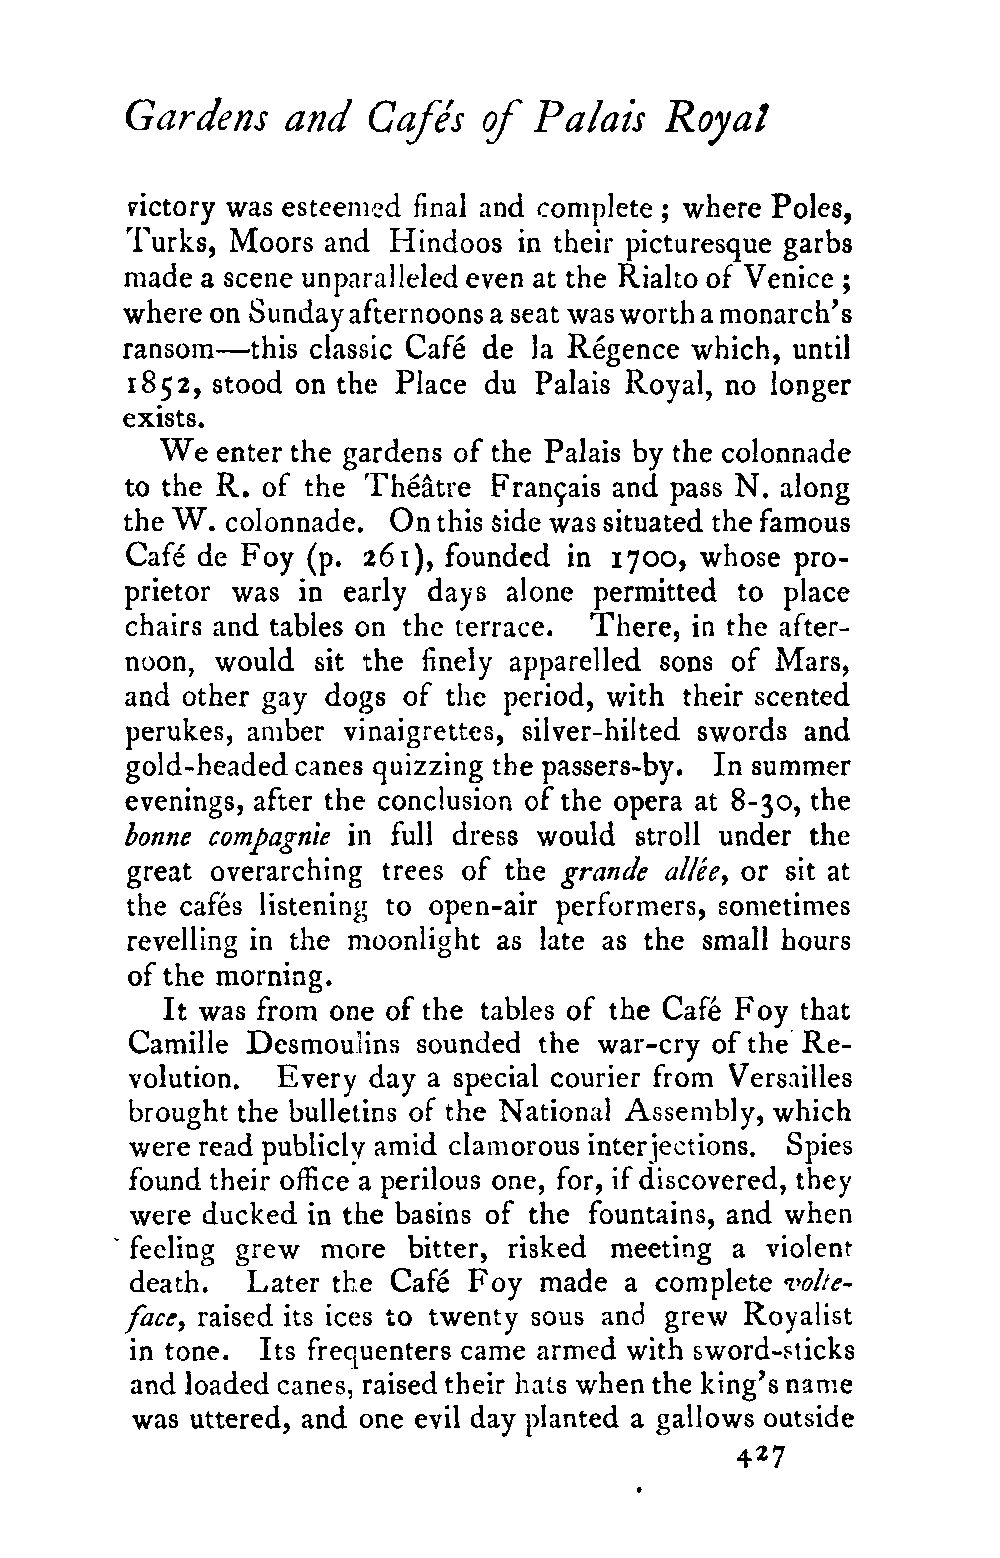 Gardens and Cafés of Palais Royal
victory was esteemed final and complete; where Poles,
Turks, Moors and Hindoos in their picturesque garbs
made a scene unparalleled even at the Rialto of Venice;
where on Sunday afternoons a seat was worth a monarch's
ransom—this classic Café de la Régence which, until
1852, stood on the Place du Palais Royal, no longer
exists.
We enter the gardens of the Palais by the colonnade
to the R. of the Théâtre Français and pass N. along
the W. colonnade. On this side was situated the famous
Café de Foy (p. 261), founded in 1700, whose pro-
prietor was in early days alone permitted to place
chairs and tables on the terrace. There, in the after-
noon, would sit the finely apparelled sons of Mars,
and other gay dogs of the period, with their scented
perukes, amber vinaigrettes, silver-hilted swords and
gold-headed canes quizzing the passers-by. In summer
evenings, after the conclusion of the opera at 8-30, the
bonne compagnie in full dress would stroll under the
great overarching trees of the grande allée, or sit at
the cafés listening to open-air performers, sometimes
revelling in the moonlight as late as the small hours
of the morning.
It was from one of the tables of the Café Foy that
Camille Desmoulins sounded the war-cry of the Re-
volution. Every day a special courier from Versailles
brought the bulletins of the National Assembly, which
were read publicly amid clamorous interjections. Spies
found their office a perilous one, for, if discovered, they
were ducked in the basins of the fountains, and when
feeling grew more bitter, risked meeting a violent
death. Later the Café Foy made a complete volte-
face, raised its ices to twenty sous and grew Royalist
in tone. Its frequenters came armed with sword-sticks
and loaded canes, raised their hats when the king's name
was uttered, and one evil day planted a gallows outside
427